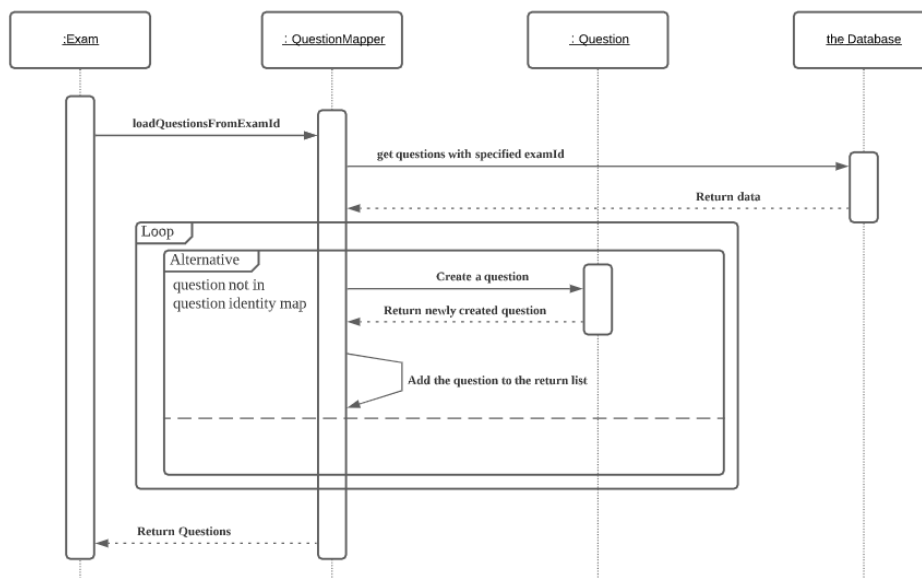 :Exam
: QuestionMapper
: Question
the Database
loadQuestionsFromExamId
get questions with specified examId
Return data
Loop
Alternative
question not in
question identity map
Create a question
Return newly created question
Add the question to the return list
Return Questions